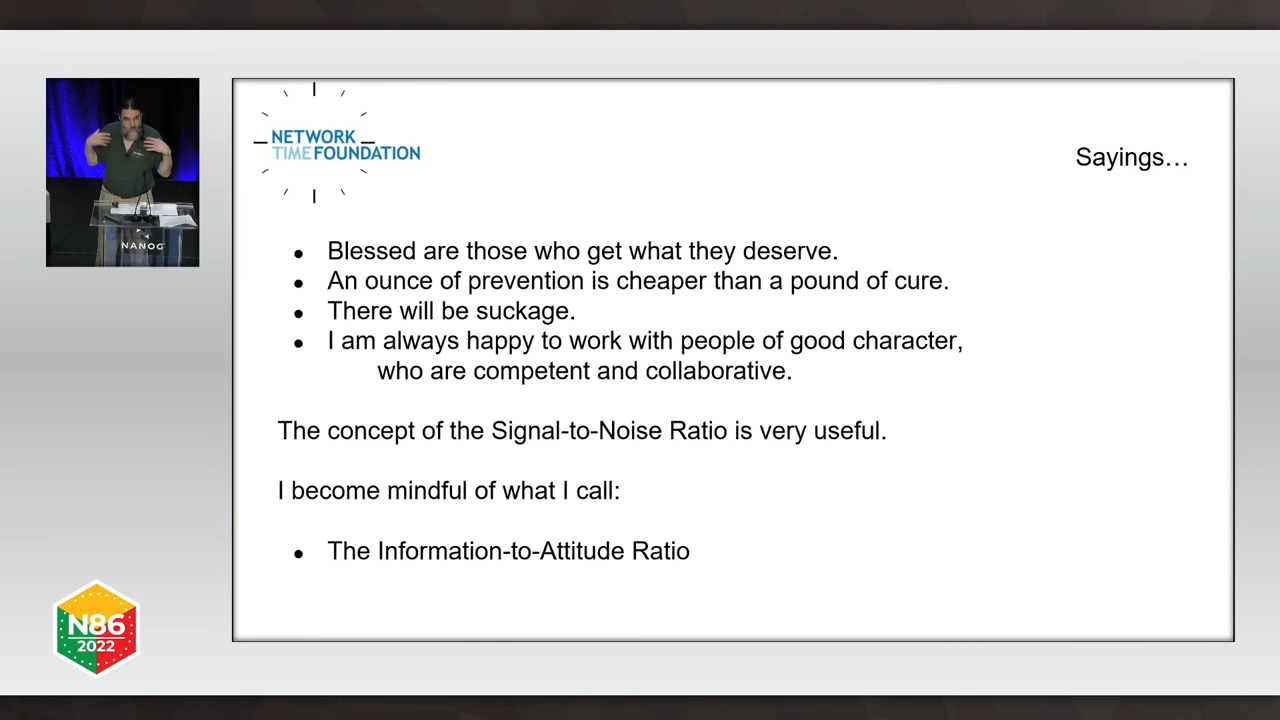 NETWORK
TIME FOUNDATION
Sayings…
● Blessed are those who get what they deserve.
● An ounce of prevention is cheaper than a pound of cure.
● There will be suckage.
● I am always happy to work with people of good character,
who are competent and collaborative.
The concept of the Signal-to-Noise Ratio is very useful.
I become mindful of what I call:
● The Information-to-Attitude Ratio
NANOG
N86
2022